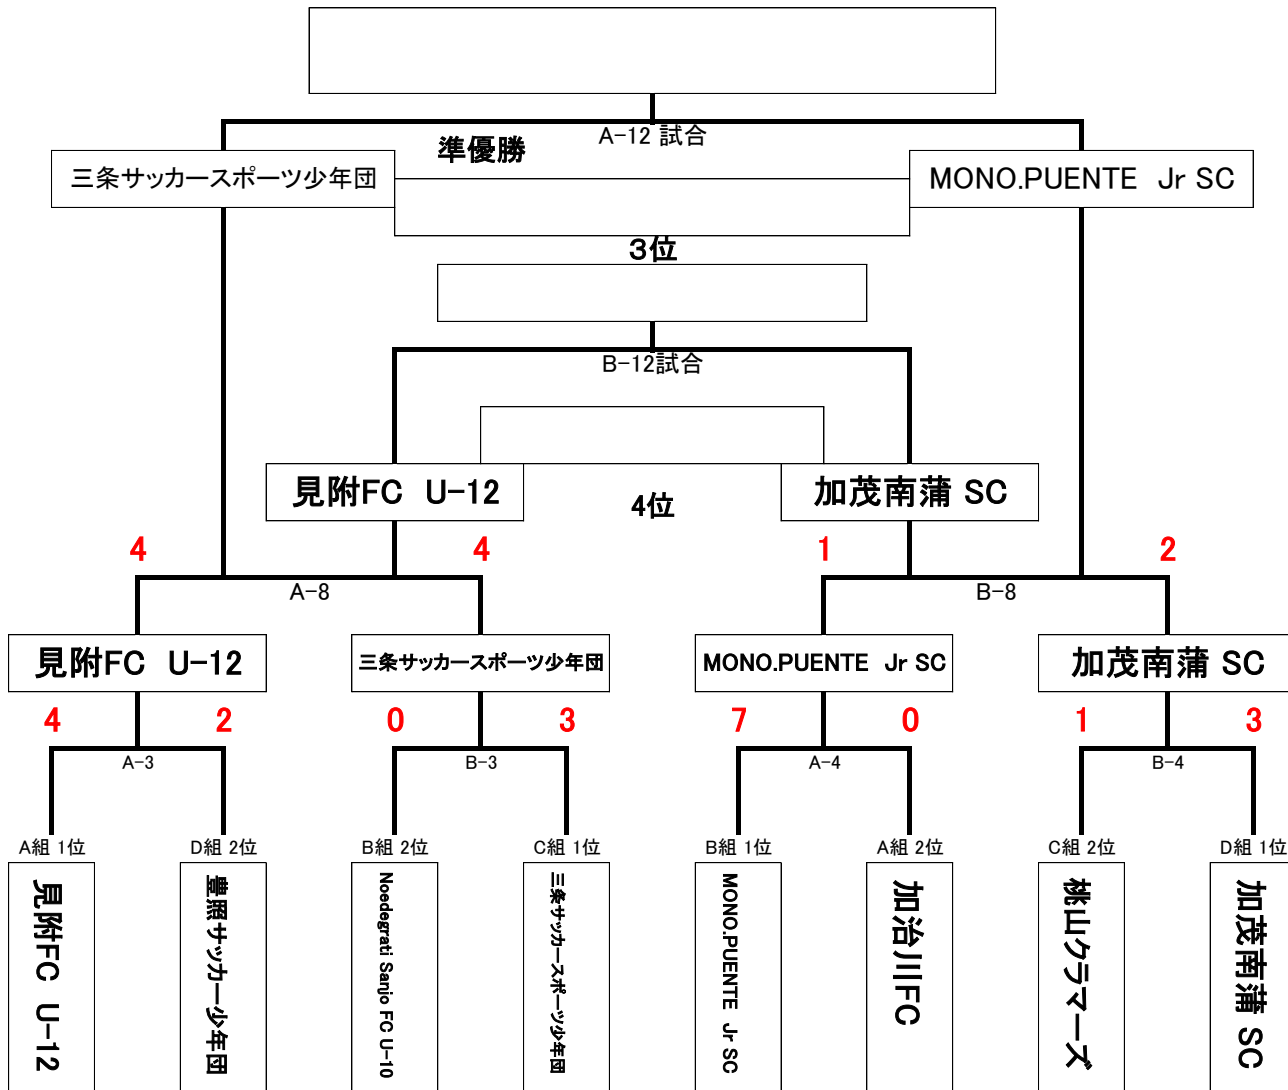 A-12 試合
準優勝
三条サッカースポーツ少年団
MONO.PUENTE Jr SC
3位
B-12試合
見附FC U-12
加茂南蒲 SC
4位
4 4 1 2
A-8 B-8
見附FC U-12
三条サッカースポーツ少年団
MONO.PUENTE Jr SC
加茂南蒲 SC
4 2 0 3 7 0 1 3
A-3 B-3 A-4 B-4
A組 1位 D組 2位 B組 2位 C組 1位 B組 1位 A組 2位 C組 2位 D組 1位
見附FC U-12
豊照サッカー少年団
Noedegrati Sanjo FC U-10
三条サッカースポーツ少年団
MONO.PUENTE Jr SC
加治川FC
桃山クラマーズ
加茂南蒲 SC